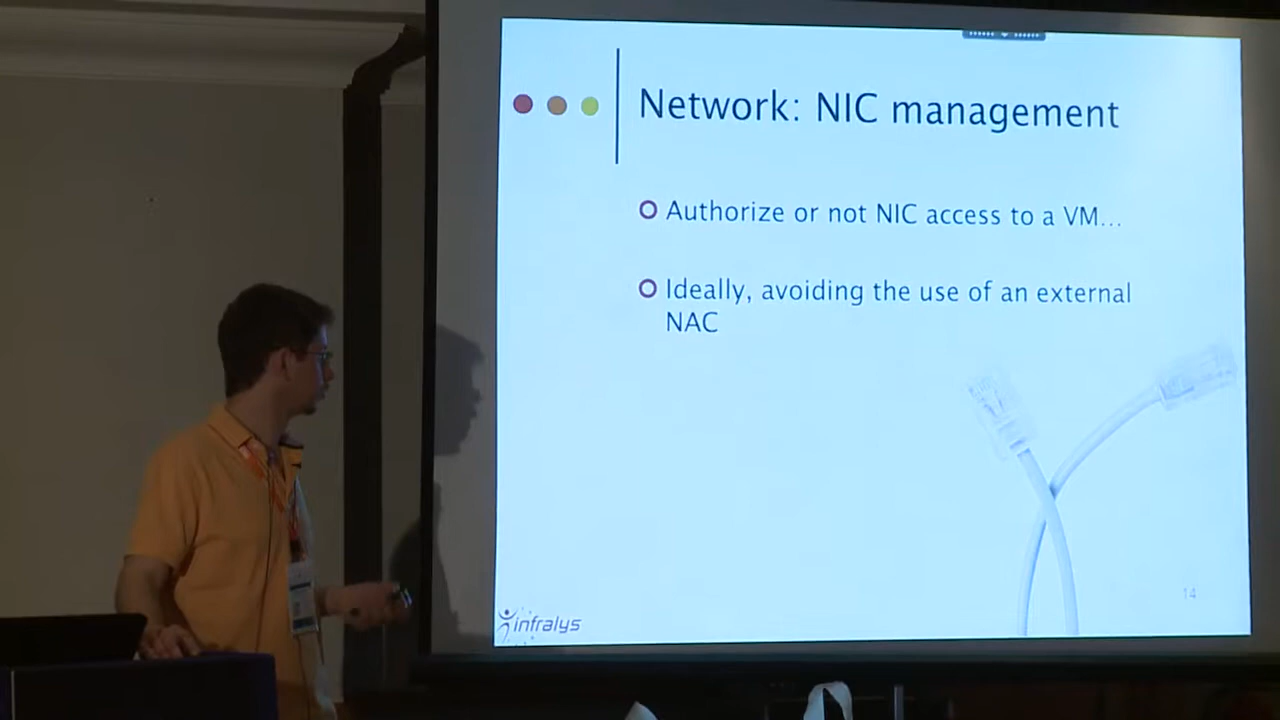 Network: NIC management
Authorize or not NIC access to a VM...
Ideally, avoiding the use of an external
NAC
14
infralys